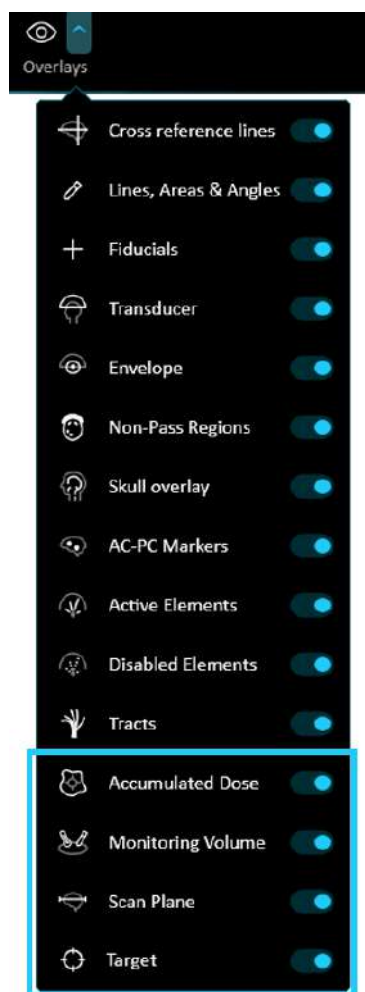 Overlays
Cross reference lines
Lines, Areas & Angles
Fiducials
Transducer
Envelope
Non-Pass Regions
Skull overlay
AC-PC Markers
Active Elements
Disabled Elements
Tracts
Accumulated Dose
Monitoring Volume
Scan Plane
Target